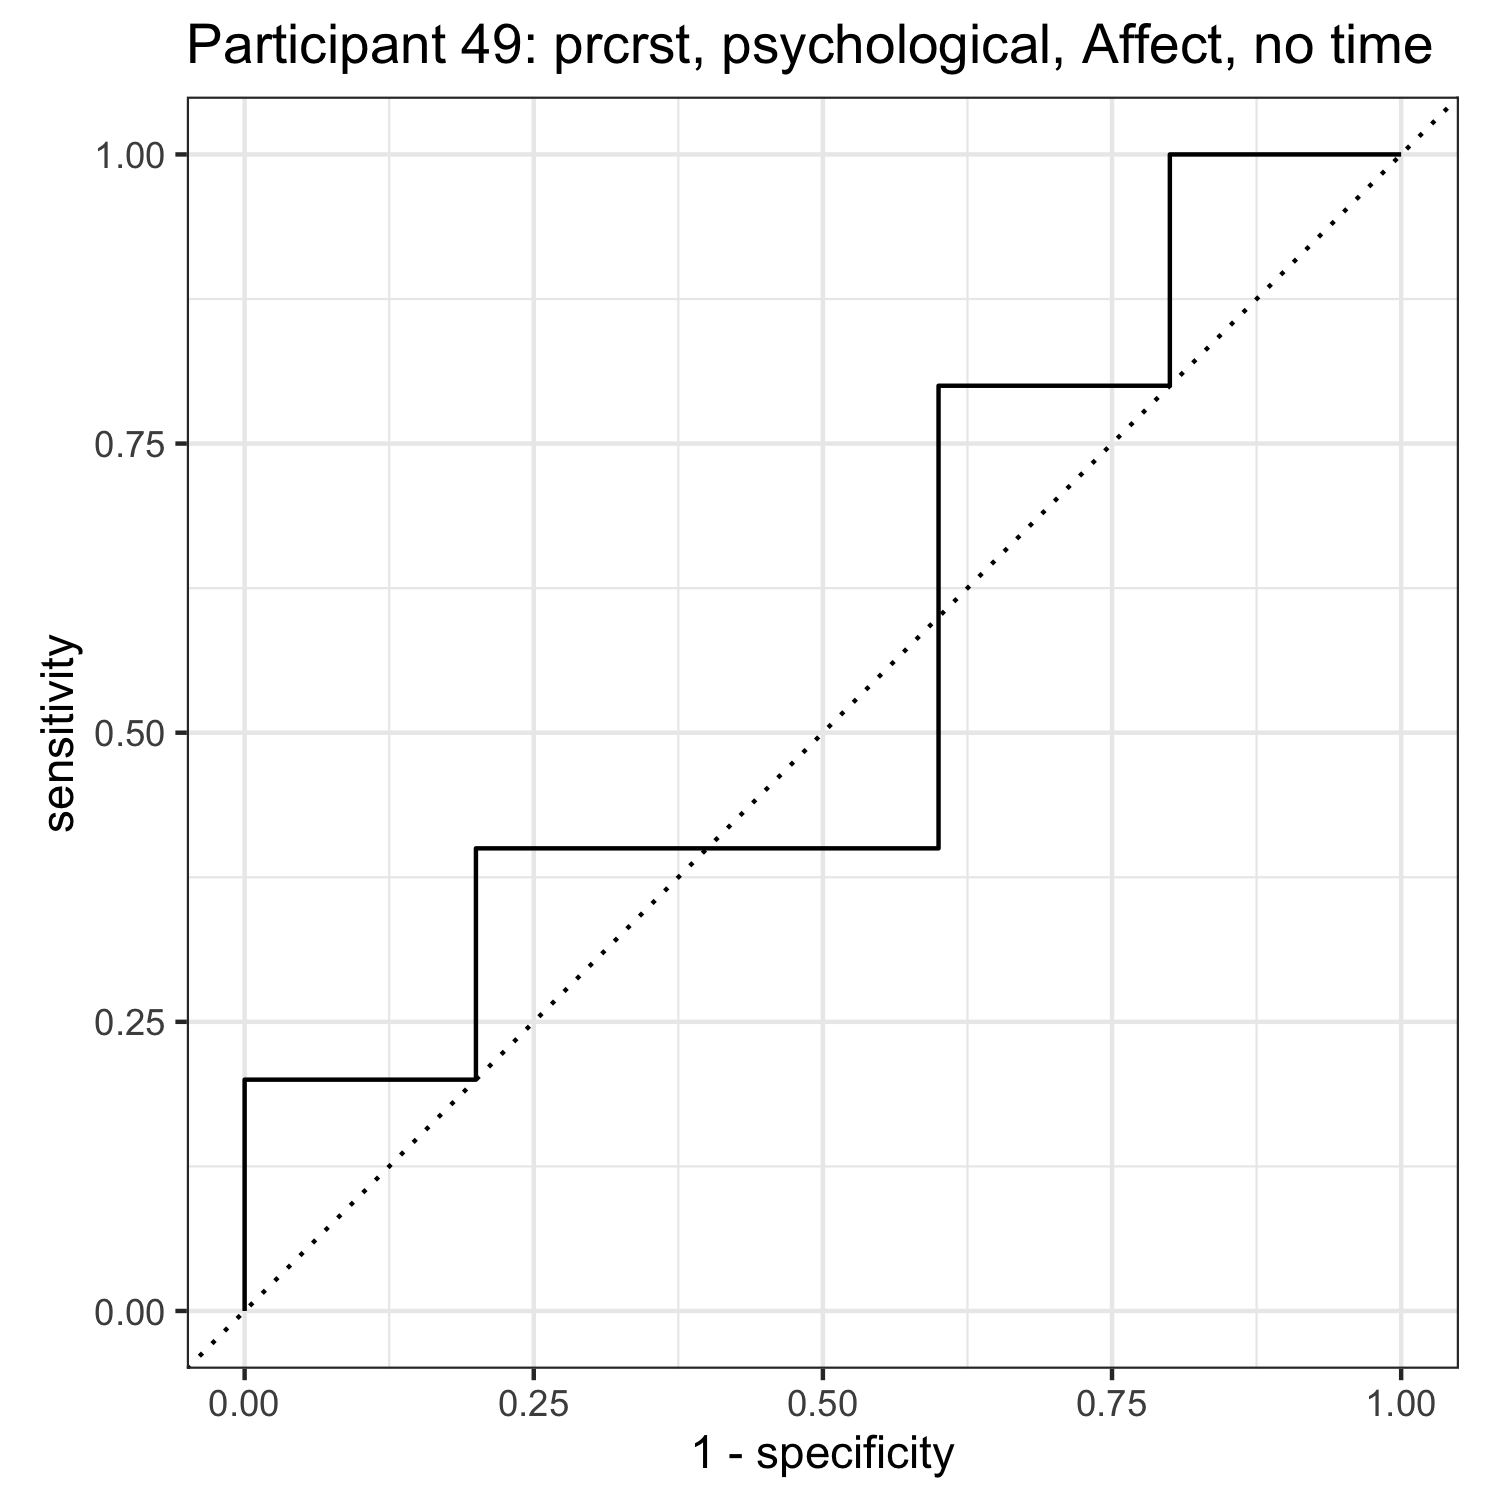 Participant 49: prcrst, psychological, Affect, no time
1.00
0.75
0.50
0.25
0.00
sensitivity
0.00 0.25 0.50 0.75 1.00
1 - specificity